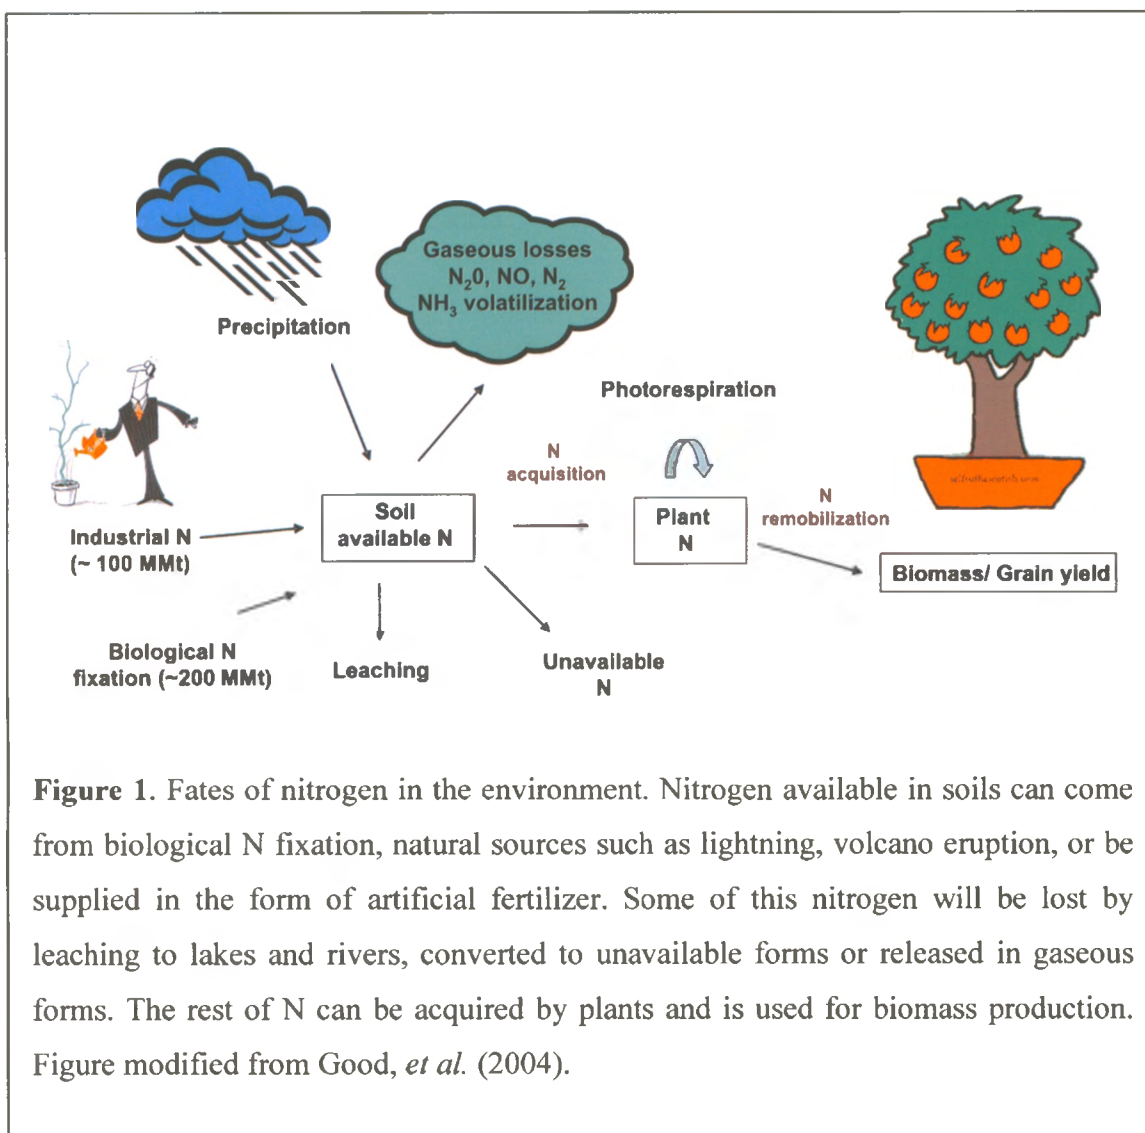 Gaseous losses
N₂0, NO, N₂
NH₃ volatilization
Precipitation
Photorespiration
N
acquisition
N
remobilization
Soil
available N
Plant
N
Industrial N
(~ 100 MMt)
Biomass/ Grain yield
Biological N
fixation (~200 MMt)
Leaching
Unavailable
N
Figure 1. Fates of nitrogen in the environment. Nitrogen available in soils can come
from biological N fixation, natural sources such as lightning, volcano eruption, or be
supplied in the form of artificial fertilizer. Some of this nitrogen will be lost by
leaching to lakes and rivers, converted to unavailable forms or released in gaseous
forms. The rest of N can be acquired by plants and is used for biomass production.
Figure modified from Good, et al. (2004).